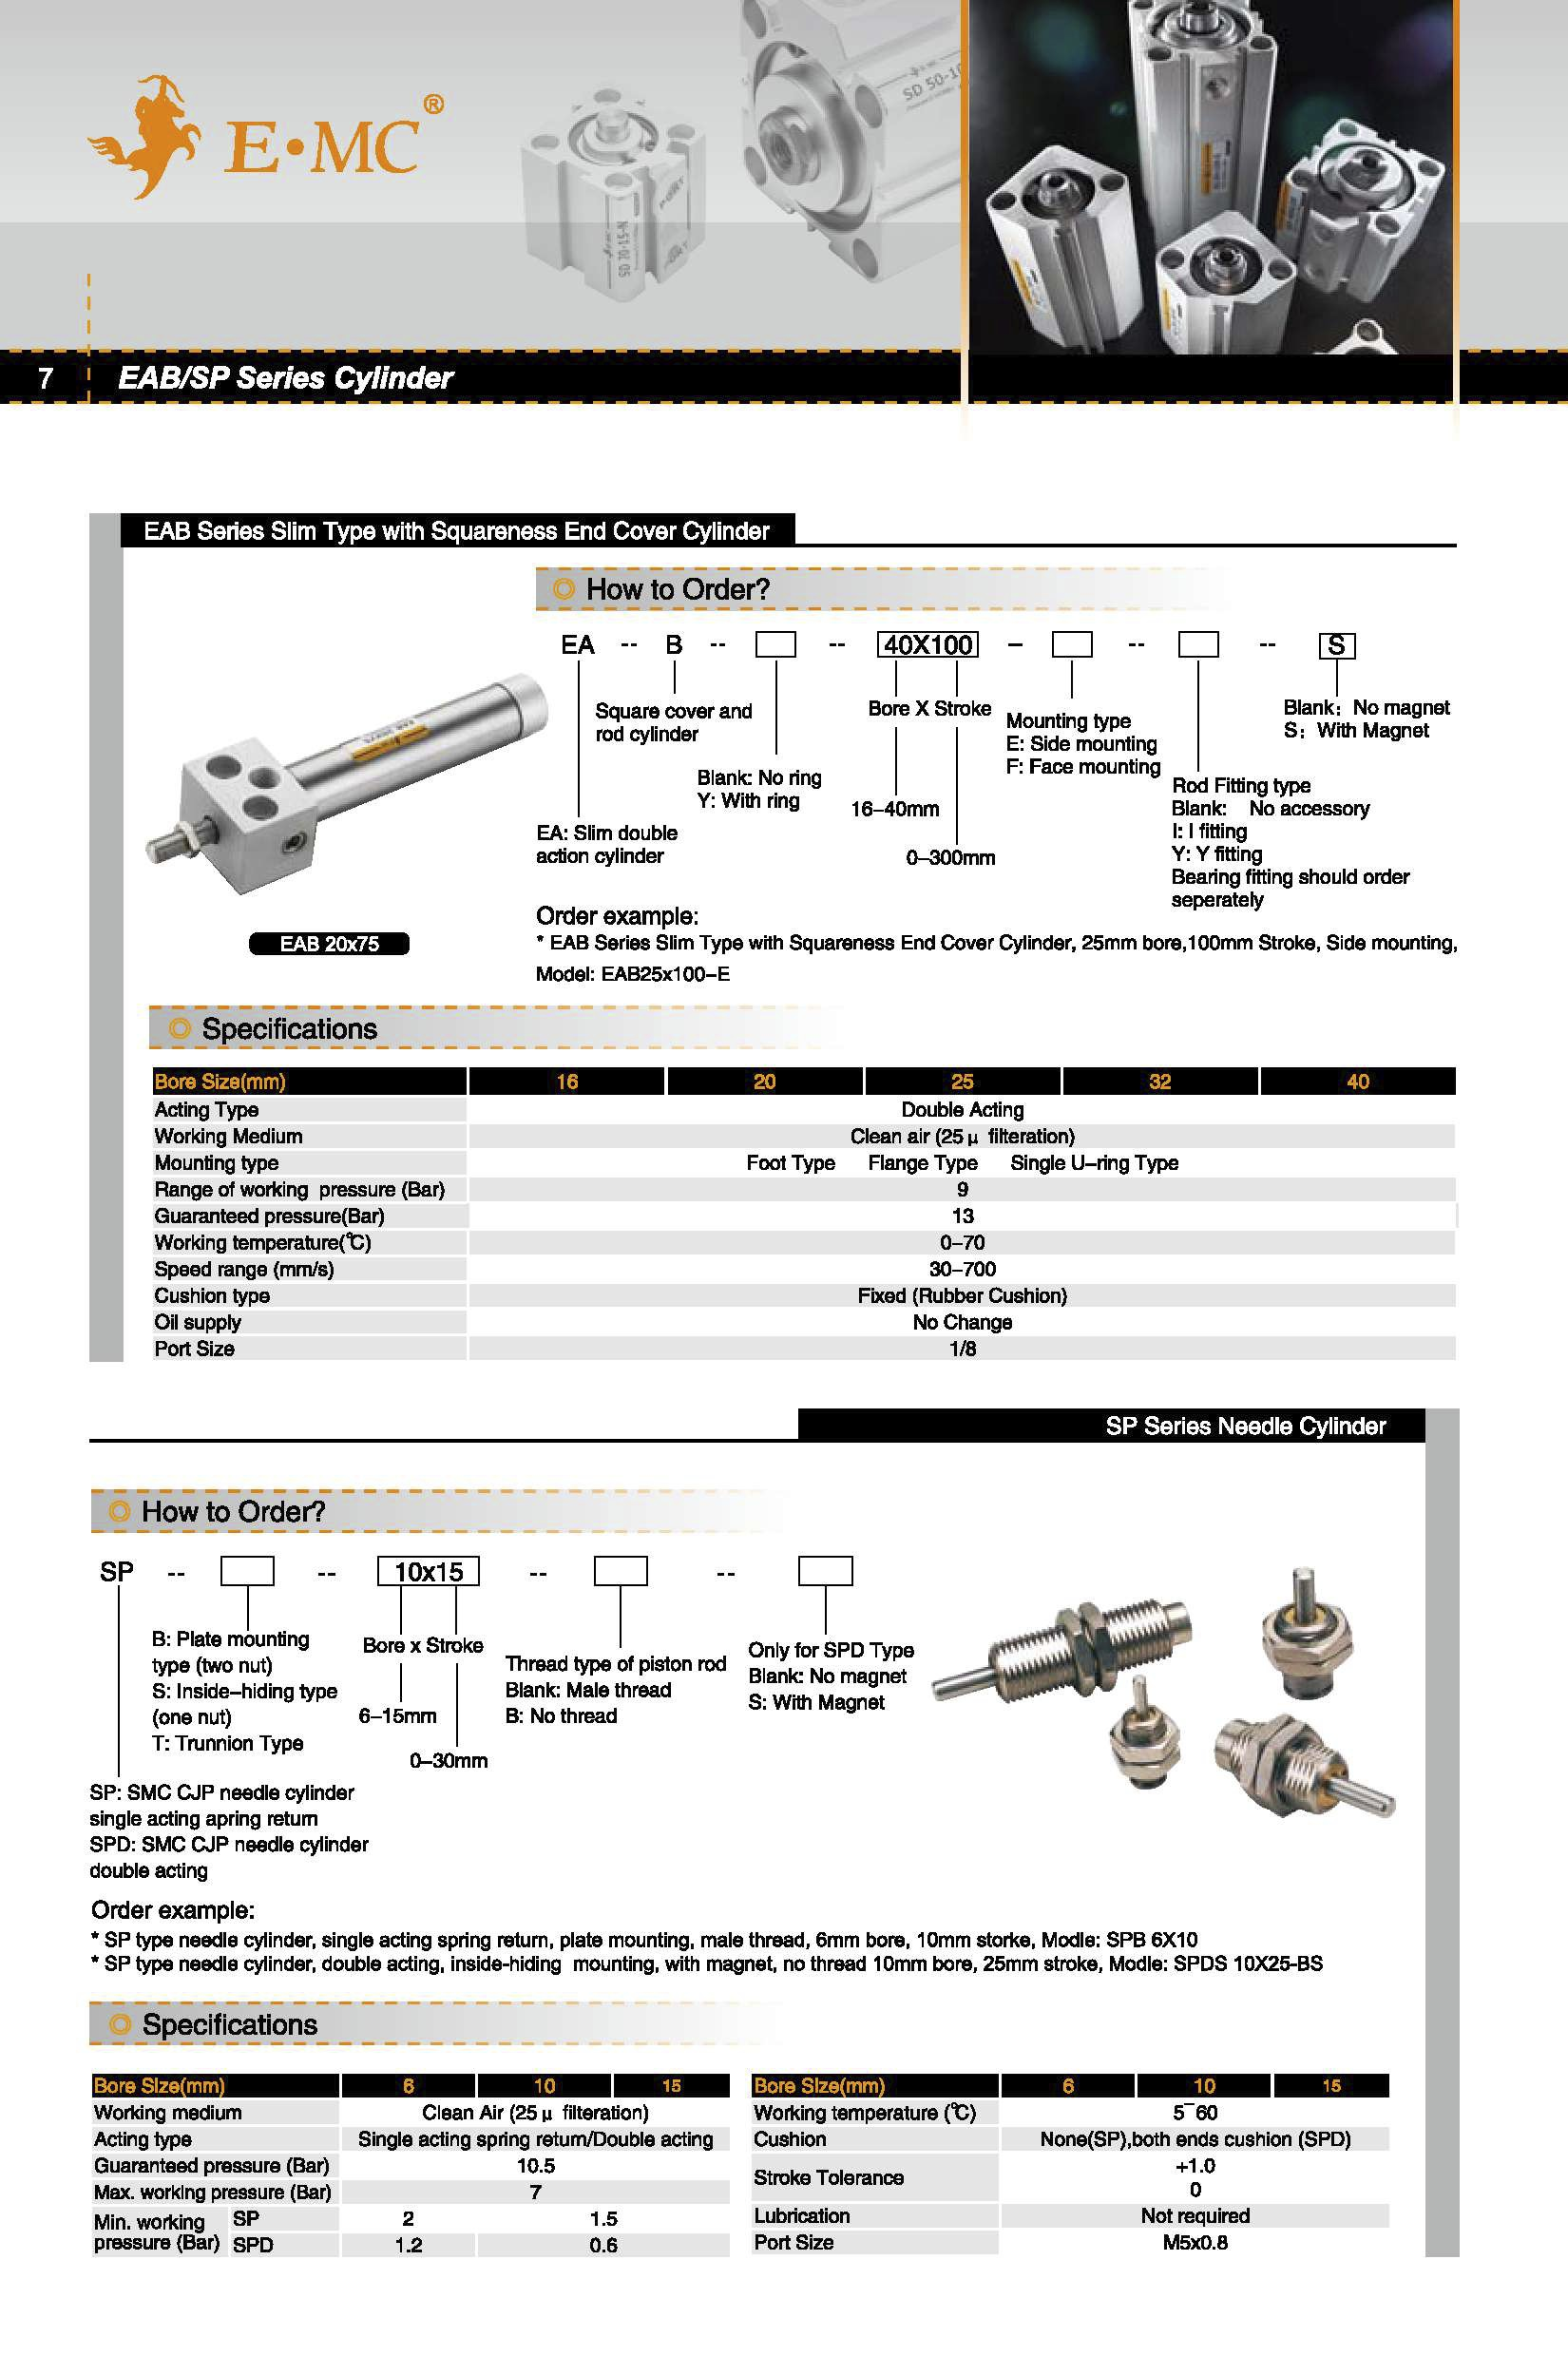 E•MC®
SD 20-15-N
SD 50-10
7
EAB/SP Series Cylinder
EAB Series Slim Type with Squareness End Cover Cylinder
How to Order?
EA -- B -- -- 40X100 – -- -- S
Square cover and
rod cylinder
Blank: No ring
Y: With ring
EA: Slim double
action cylinder
Bore X Stroke
16–40mm
0–300mm
Mounting type
E: Side mounting
F: Face mounting
Rod Fitting type
Blank: No accessory
I: I fitting
Y: Y fitting
Bearing fitting should order
seperately
Blank: No magnet
S: With Magnet
EAB 20x75
Order example:
* EAB Series Slim Type with Squareness End Cover Cylinder, 25mm bore,100mm Stroke, Side mounting,
Model: EAB25x100–E
Specifications
Bore Size(mm) 16 20 25 32 40
Acting Type Double Acting
Working Medium Clean air (25 μ filteration)
Mounting type Foot Type Flange Type Single U–ring Type
Range of working pressure (Bar) 9
Guaranteed pressure(Bar) 13
Working temperature(℃) 0–70
Speed range (mm/s) 30–700
Cushion type Fixed (Rubber Cushion)
Oil supply No Change
Port Size 1/8
SP Series Needle Cylinder
How to Order?
SP -- -- 10x15 -- --
B: Plate mounting
type (two nut)
S: Inside–hiding type
(one nut)
T: Trunnion Type
Bore x Stroke
6–15mm
0–30mm
Thread type of piston rod
Blank: Male thread
B: No thread
Only for SPD Type
Blank: No magnet
S: With Magnet
SP: SMC CJP needle cylinder
single acting apring return
SPD: SMC CJP needle cylinder
double acting
Order example:
* SP type needle cylinder, single acting spring return, plate mounting, male thread, 6mm bore, 10mm storke, Modle: SPB 6X10
* SP type needle cylinder, double acting, inside-hiding mounting, with magnet, no thread 10mm bore, 25mm stroke, Modle: SPDS 10X25-BS
Specifications
Bore Size(mm) 6 10 15
Working medium Clean Air (25 μ filteration)
Acting type Single acting spring return/Double acting
Guaranteed pressure (Bar) 10.5
Max. working pressure (Bar) 7
Min. working pressure (Bar) SP 2 1.5
SPD 1.2 0.6
Bore Size(mm) 6 10 15
Working temperature (℃) 5‾60
Cushion None(SP),both ends cushion (SPD)
Stroke Tolerance +1.0
0
Lubrication Not required
Port Size M5x0.8